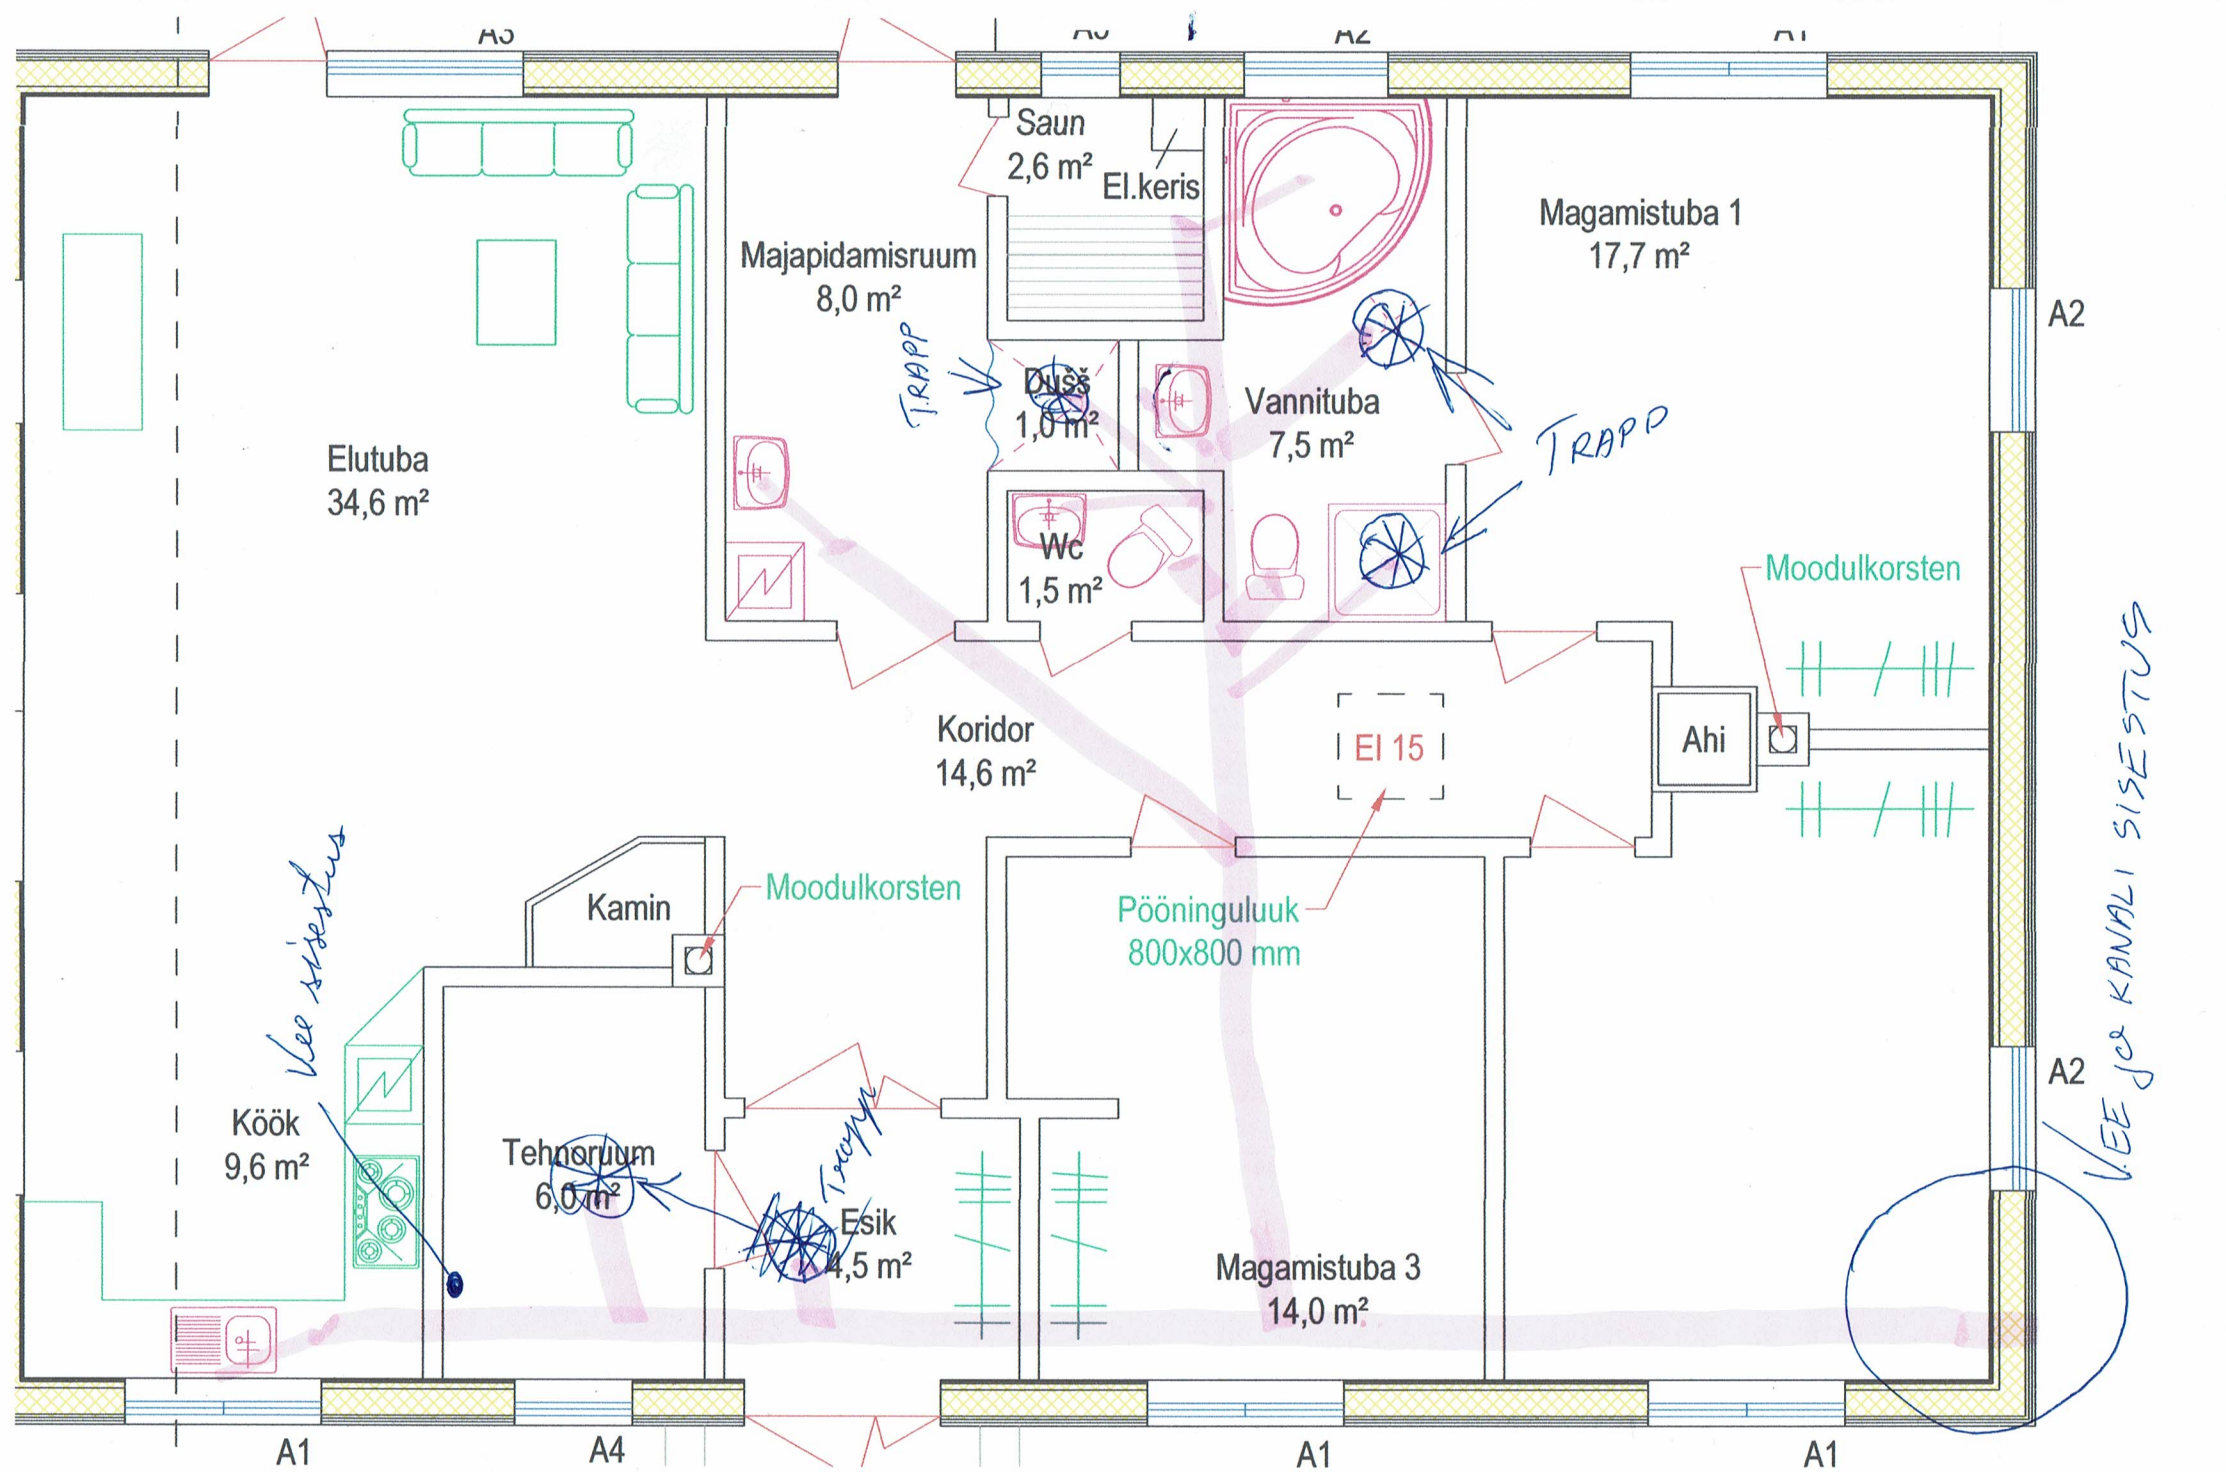 A3
A2
A1
Saun
2,6 m²
El.keris
Magamistuba 1
17,7 m²
Majapidamisruum
8,0 m²
A2
TRAPP
Dušš
1,0 m²
Vannituba
7,5 m²
TRAPP
Elutuba
34,6 m²
Wc
1,5 m²
Moodulkorsten
Koridor
14,6 m²
EI 15
Ahi
VEE ja KANALI SISESTUS
Vee sisestus
Kamin
Moodulkorsten
Pööninguluuk
800x800 mm
A2
Köök
9,6 m²
Tehnoruum
6,0 m²
Trapp
Esik
4,5 m²
Magamistuba 3
14,0 m²
A1
A4
A1
A1